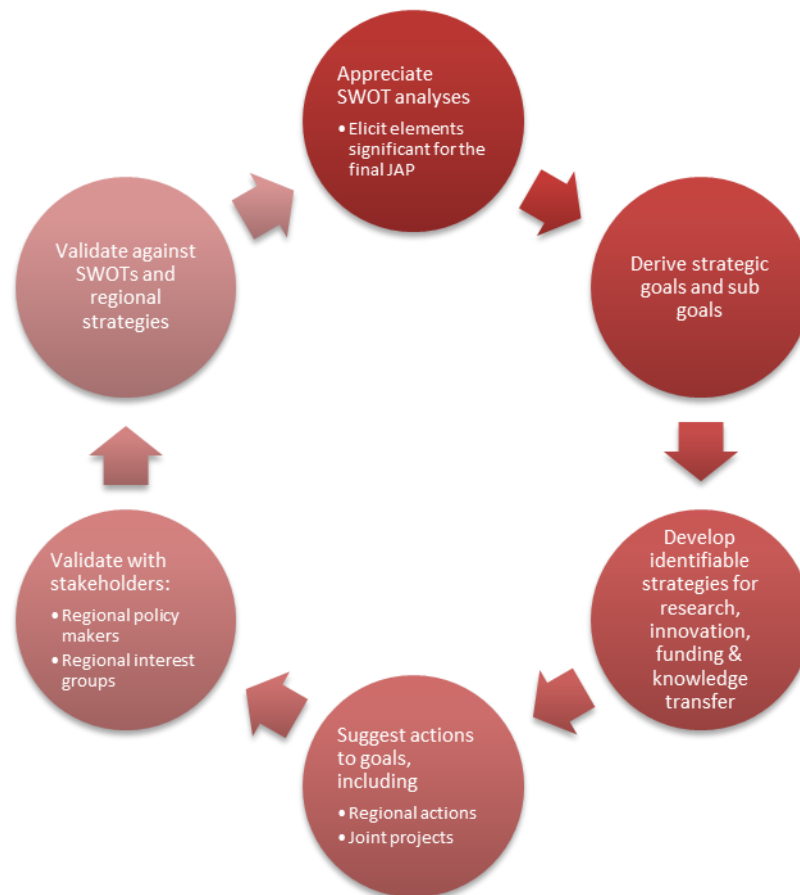 Appreciate
SWOT analyses
• Elicit elements
significant for the
final JAP
Derive strategic
goals and sub
goals
Develop
identifiable
strategies for
research,
innovation,
funding &
knowledge
transfer
Suggest actions
to goals,
including
• Regional actions
• Joint projects
Validate with
stakeholders:
• Regional policy
makers
• Regional interest
groups
Validate against
SWOTs and
regional
strategies